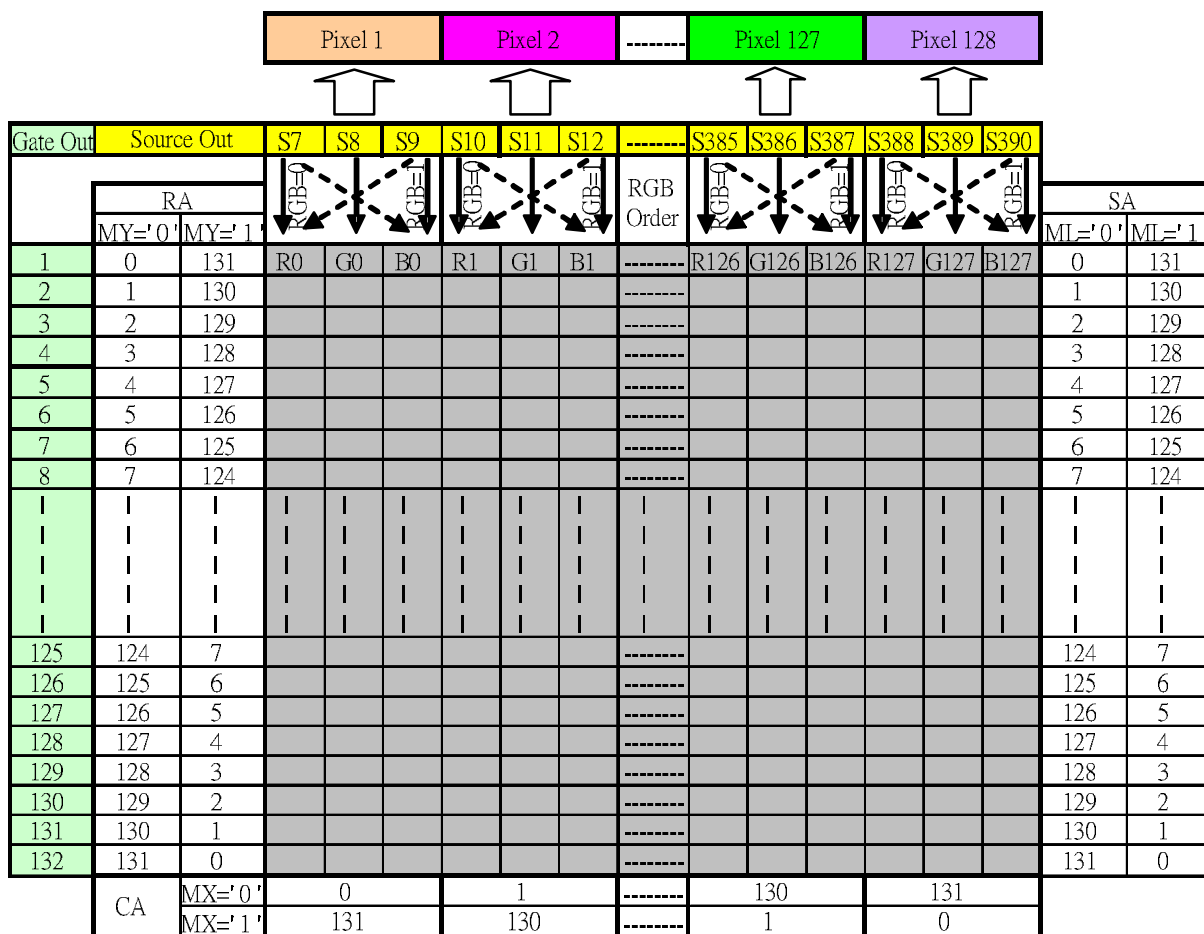 Pixel 1 Pixel 2 -------- Pixel 127 Pixel 128
Gate Out Source Out S7 S8 S9 S10 S11 S12 -------- S385 S386 S387 S388 S389 S390
RGB=0 RGB=1 RGB=0 RGB=1 RGB Order RGB=0 RGB=1 RGB=0 RGB=1
RA SA
MY='0' MY='1' ML='0' ML='1
1 0 131 R0 G0 B0 R1 G1 B1 -------- R126 G126 B126 R127 G127 B127 0 131
2 1 130 -------- 1 130
3 2 129 -------- 2 129
4 3 128 -------- 3 128
5 4 127 -------- 4 127
6 5 126 -------- 5 126
7 6 125 -------- 6 125
8 7 124 -------- 7 124
125 124 7 -------- 124 7
126 125 6 -------- 125 6
127 126 5 -------- 126 5
128 127 4 -------- 127 4
129 128 3 -------- 128 3
130 129 2 -------- 129 2
131 130 1 -------- 130 1
132 131 0 -------- 131 0
CA MX='0' 0 1 -------- 130 131
MX='1' 131 130 -------- 1 0